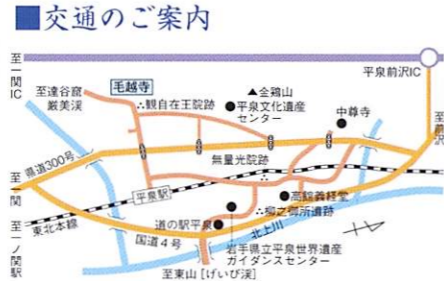 ■交通のご案内
至一関IC
平泉前沢IC
至達谷窟
厳美渓
毛越寺
▲金鶏山
∴観自在王院跡
●平泉文化遺産
センター
中尊寺
至前沢
県道300号
無量光院跡
至一関
平泉駅
●高館義経堂
∴柳之御所遺跡
東北本線
道の駅平泉●
北上川
至一ノ関駅
国道4号
岩手県立平泉世界遺産
ガイダンスセンター
至東山［げいび渓］